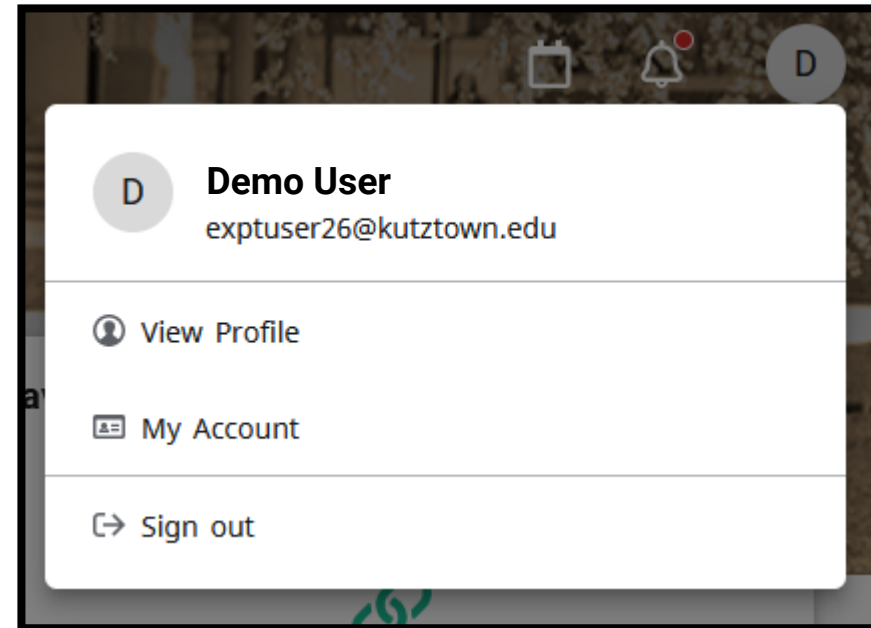 D
D
Demo User
exptuser26@kutztown.edu
View Profile
My Account
Sign out